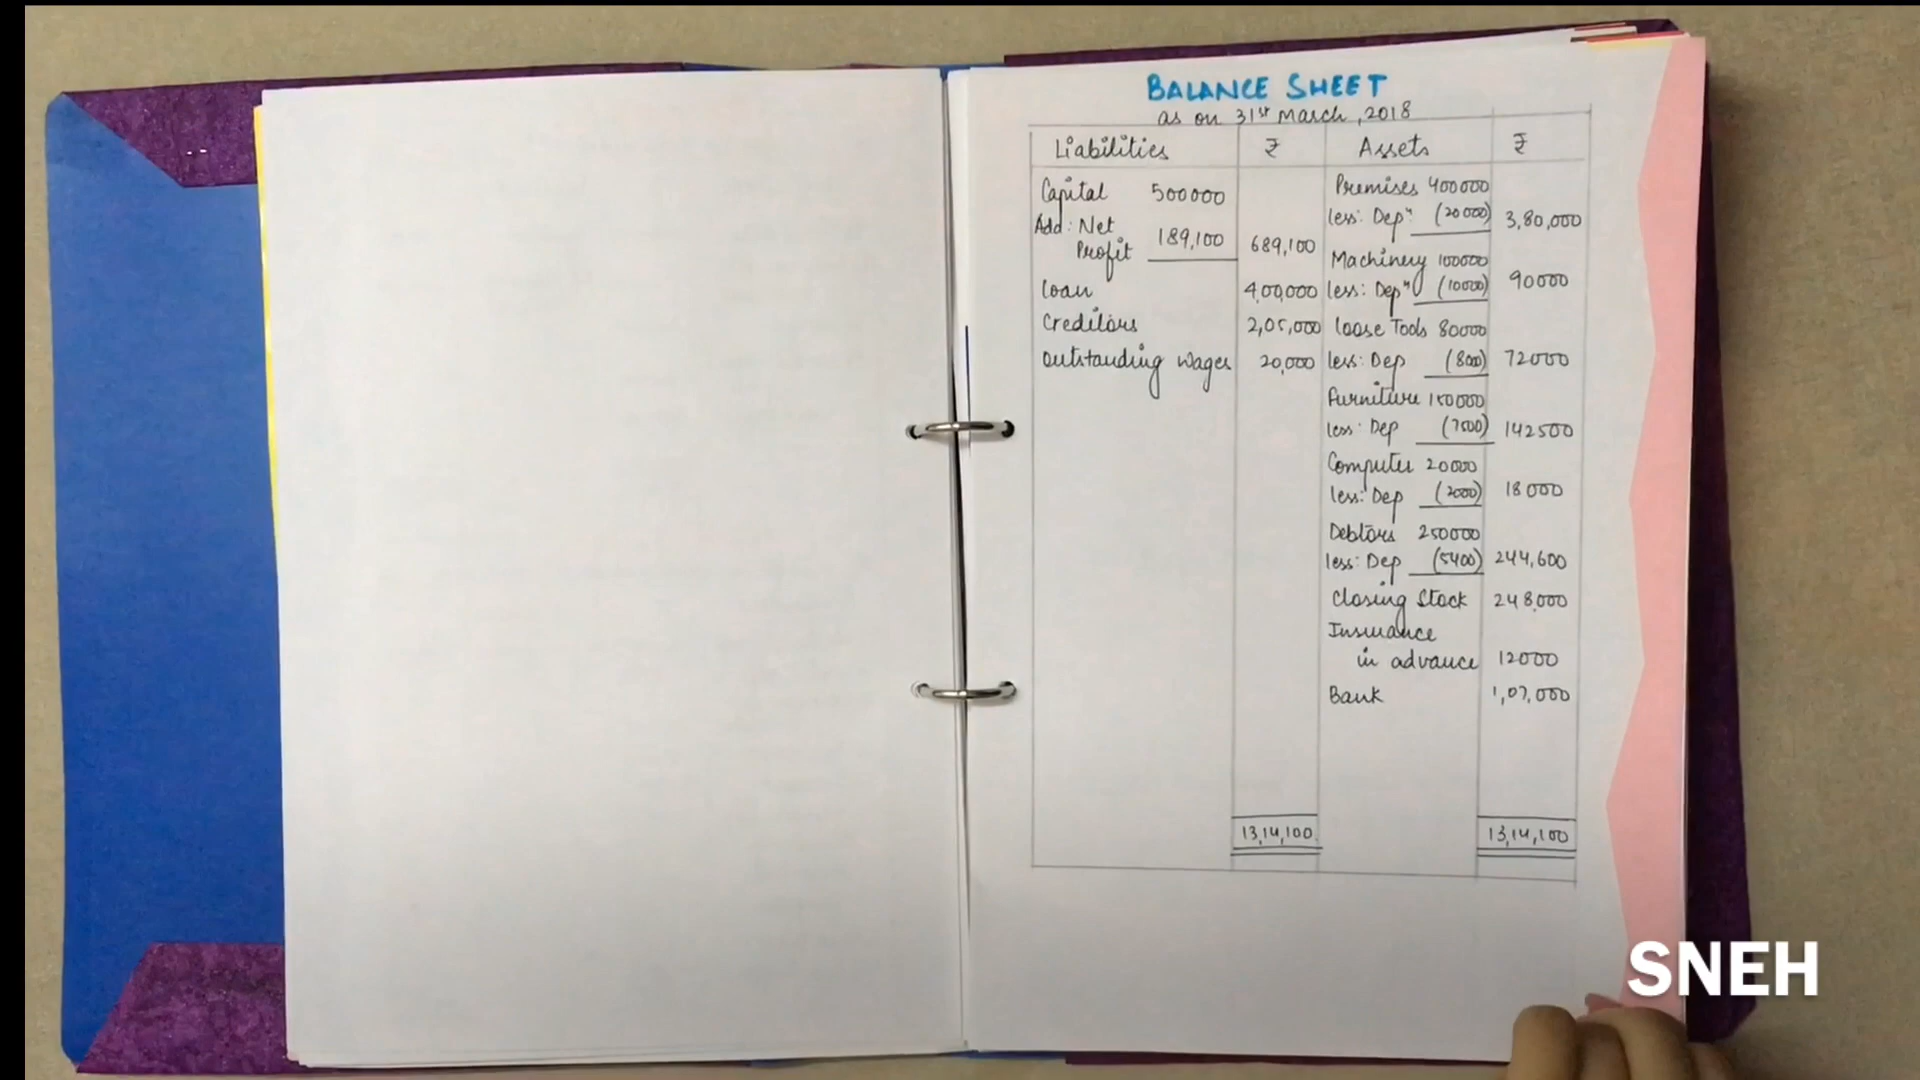 BALANCE SHEET
as on 31st March, 2018
Liabilities ₹ Assets ₹
Capital 500000
Add: Net Profit 189,100 689,100
Loan 4,00,000
Creditors 2,05,000
Outstanding wages 20,000
Premises 400000
less: Depn (20000) 3,80,000
Machinery 100000
less: Depn (10000) 90000
loose Tools 80000
less: Dep (8000) 72000
Furniture 150000
less: Dep (7500) 142500
Computer 20000
less: Dep (2000) 18000
Debtors 250000
less: Dep (5400) 244,600
Closing Stock 248,000
Insurance
in advance 12000
Bank 1,07,000
13,14,100 13,14,100
SNEH